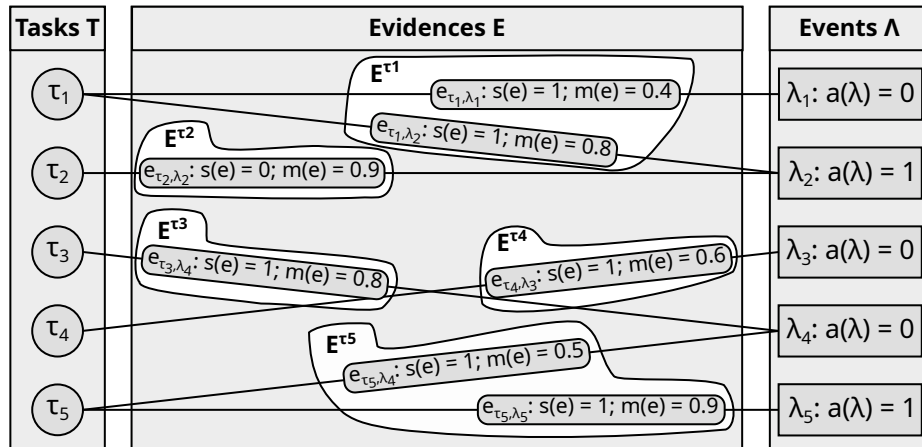 Tasks T
Evidences E
Events Λ
τ1
E^τ1
e_τ1,λ1: s(e) = 1; m(e) = 0.4
λ1: a(λ) = 0
e_τ1,λ2: s(e) = 1; m(e) = 0.8
E^τ2
τ2
e_τ2,λ2: s(e) = 0; m(e) = 0.9
λ2: a(λ) = 1
E^τ3
E^τ4
τ3
e_τ3,λ4: s(e) = 1; m(e) = 0.8
e_τ4,λ3: s(e) = 1; m(e) = 0.6
λ3: a(λ) = 0
τ4
λ4: a(λ) = 0
E^τ5
e_τ5,λ4: s(e) = 1; m(e) = 0.5
τ5
e_τ5,λ5: s(e) = 1; m(e) = 0.9
λ5: a(λ) = 1